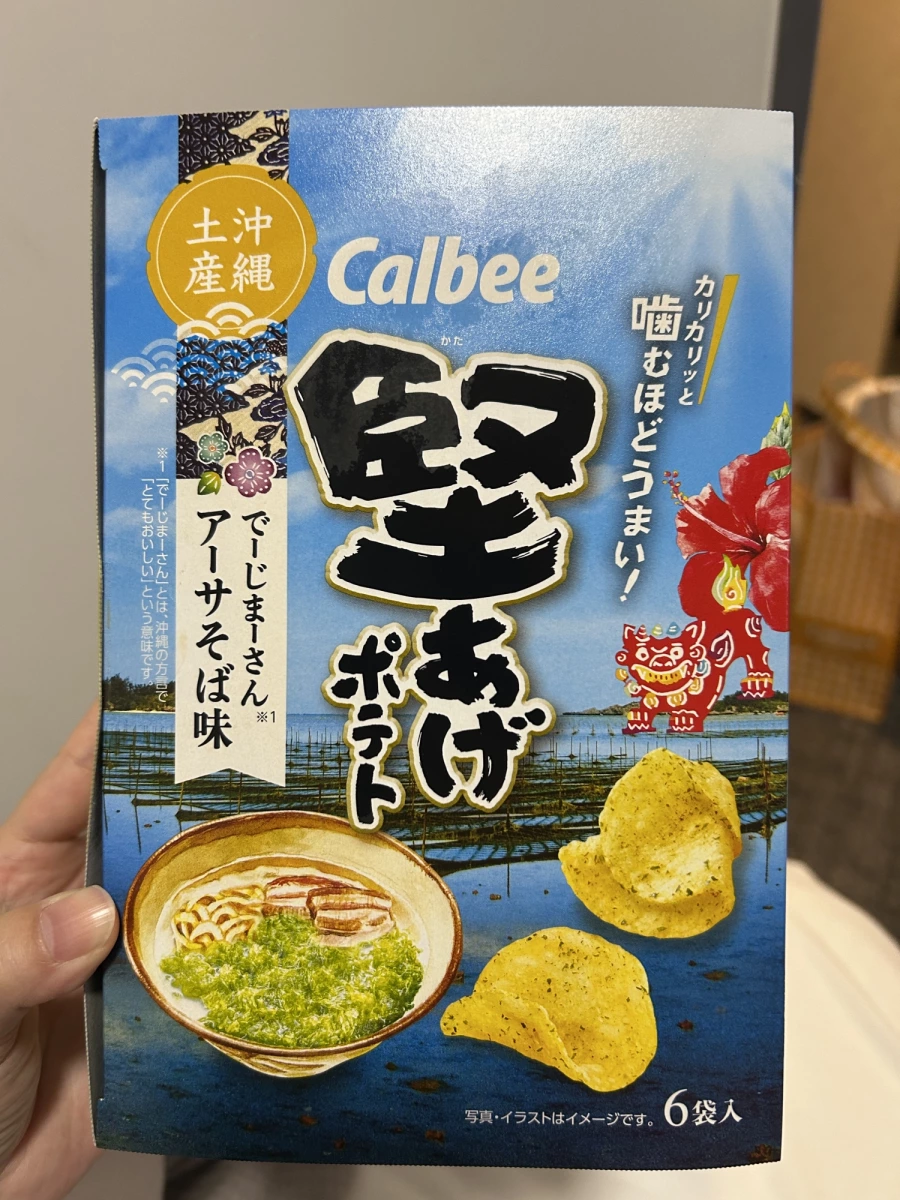 沖縄
土産
Calbee
カリカリッと
噛むほどうまい!
かた
堅あげ
ポテト
でーじまーさん※1
アーサそば味
※1「でーじまーさん」とは、沖縄の方言で
「とてもおいしい」という意味です。
写真・イラストはイメージです。
6袋入